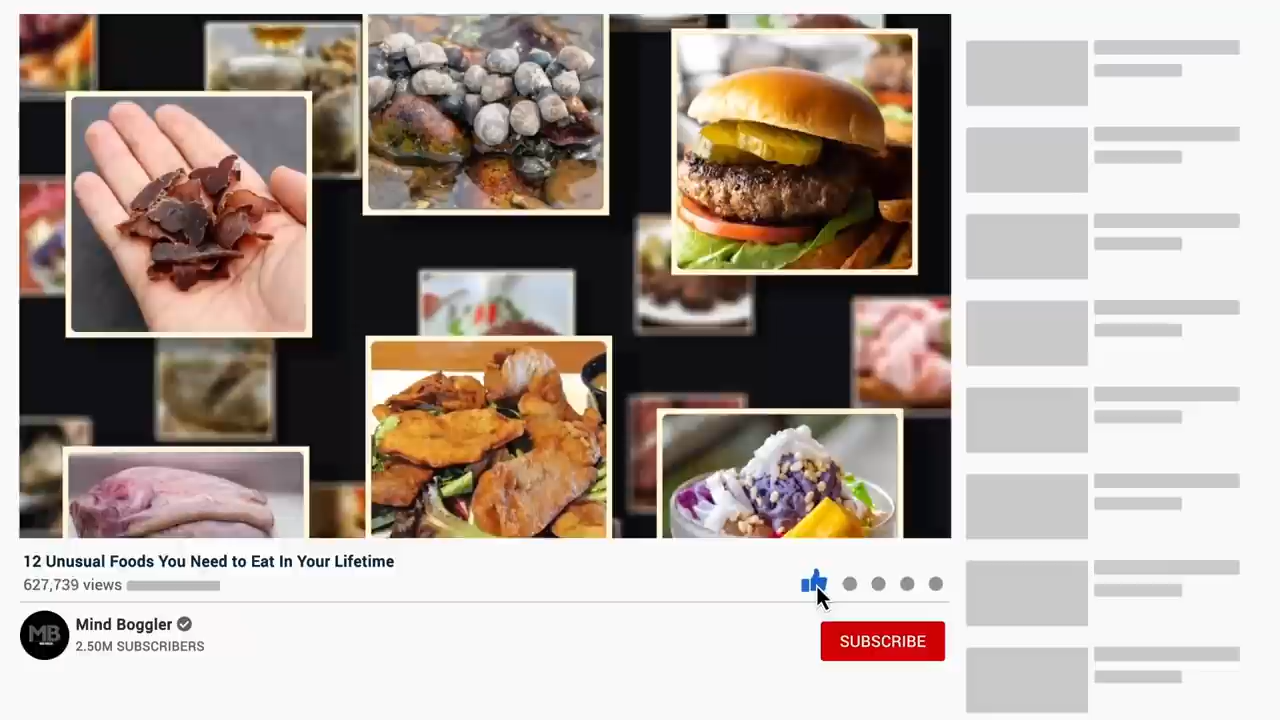 12 Unusual Foods You Need to Eat In Your Lifetime
627,739 views
MB
Mind Boggler
2.50M SUBSCRIBERS
SUBSCRIBE